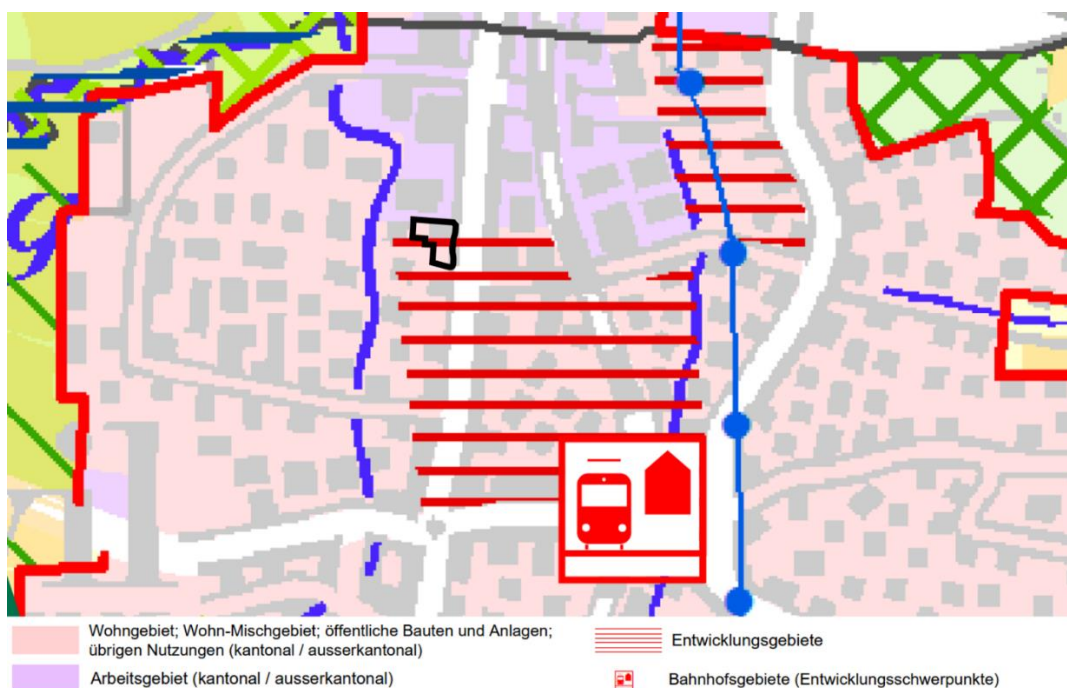 Wohngebiet; Wohn-Mischgebiet; öffentliche Bauten und Anlagen;
übrigen Nutzungen (kantonal / ausserkantonal)
Arbeitsgebiet (kantonal / ausserkantonal)
Entwicklungsgebiete
Bahnhofsgebiete (Entwicklungsschwerpunkte)